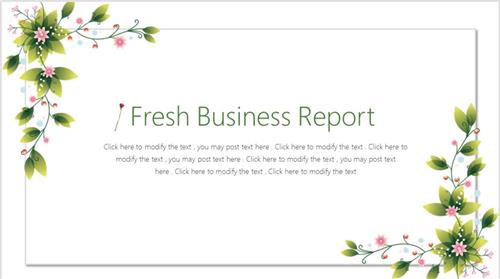 Fresh Business Report
Click here to modify the text , you may post text here . Click here to modify the text . Click here to
modify the text , you may post text here . Click here to modify the text , you may post text
here . Click here to modify the text . Click here to modify the text